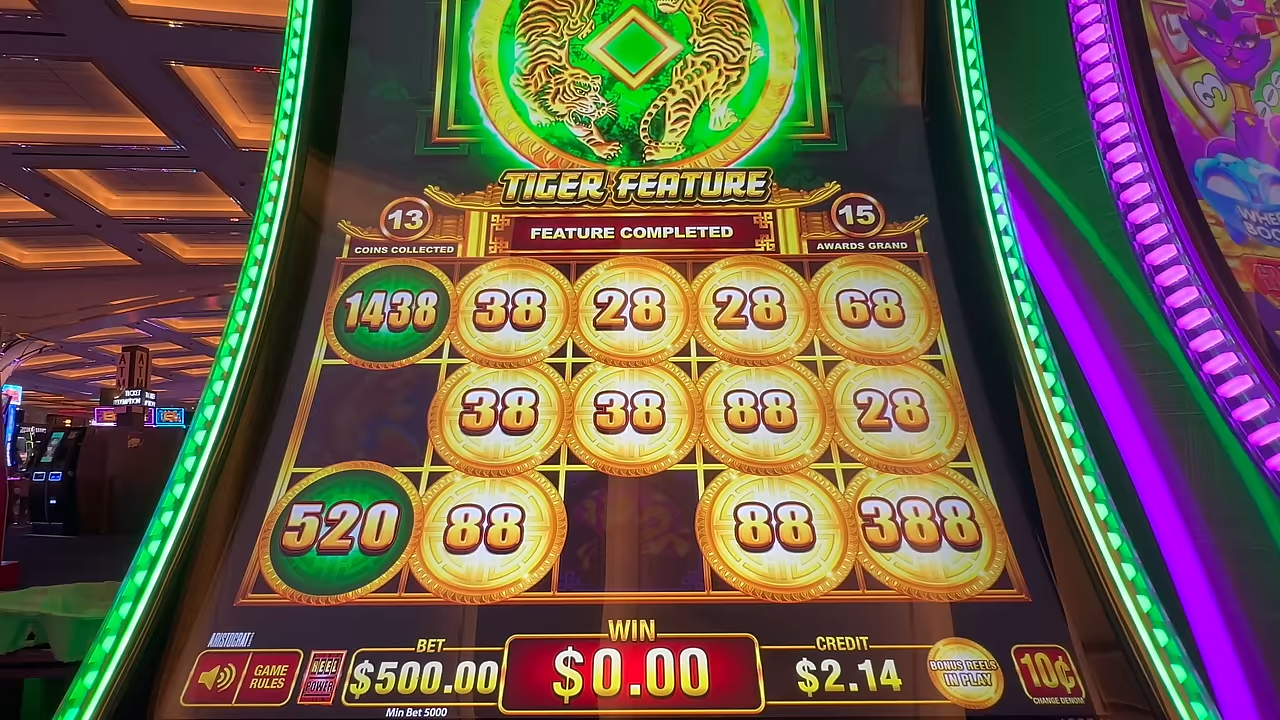 TIGER FEATURE
13
COINS COLLECTED
FEATURE COMPLETED
15
AWARDS GRAND
1438 38 28 28 68
38 38 88 28
520 88 88 388
ARISTOCRAT
GAME RULES
REEL POWER
BET
$500.00
Min Bet 5000
WIN
$0.00
CREDIT
$2.14
BONUS REELS IN PLAY
10¢
CHANGE DENOM
ATM
TICKET